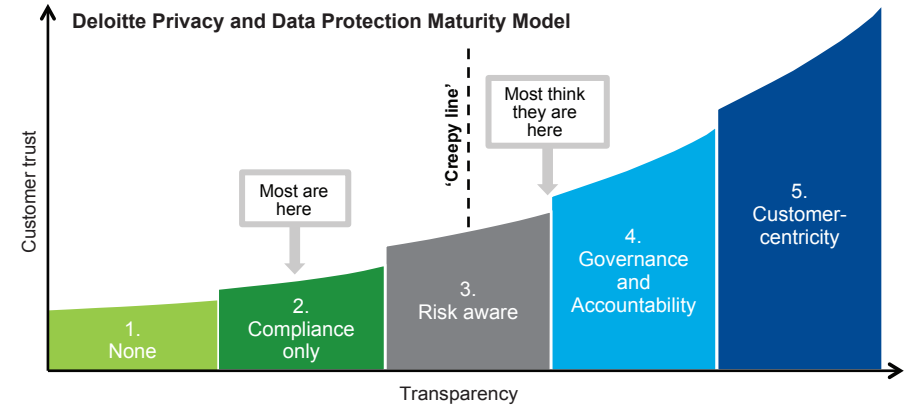 Deloitte Privacy and Data Protection Maturity Model
Customer trust
Most are
here
'Creepy line'
Most think
they are
here
1.
None
2.
Compliance
only
3.
Risk aware
4.
Governance
and
Accountability
5.
Customer-
centricity
Transparency